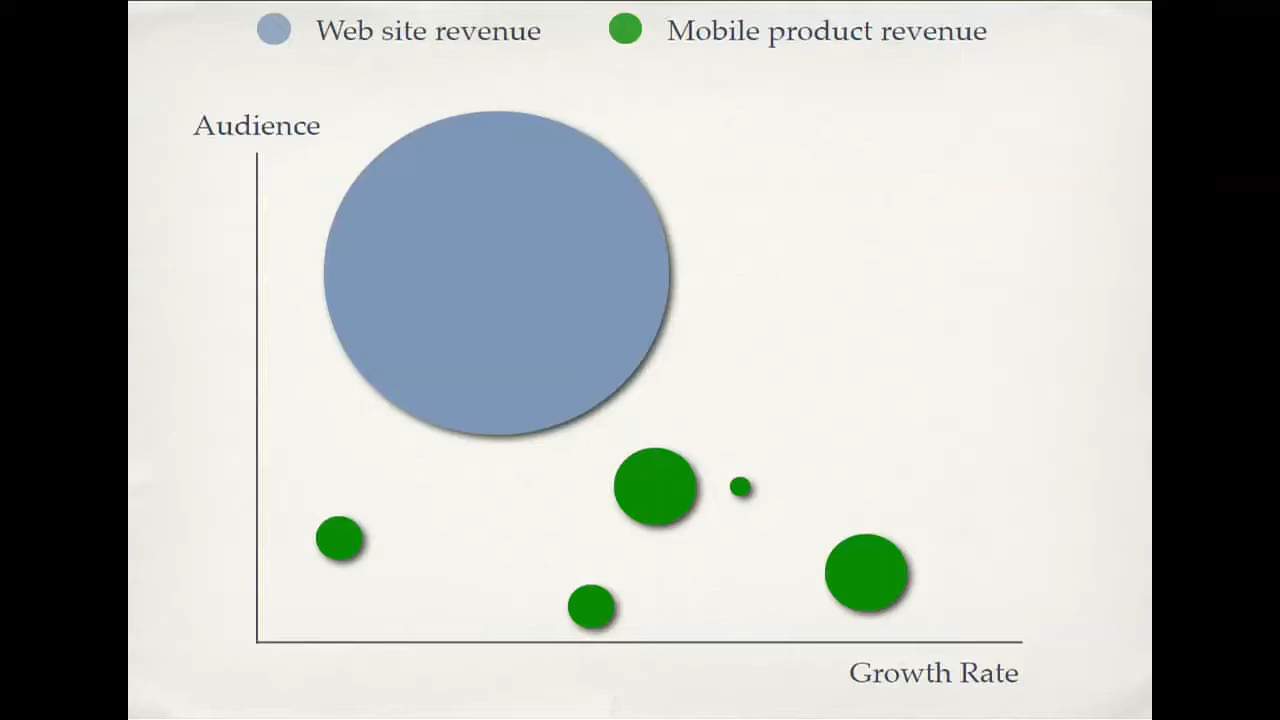 Web site revenue
Mobile product revenue
Audience
Growth Rate